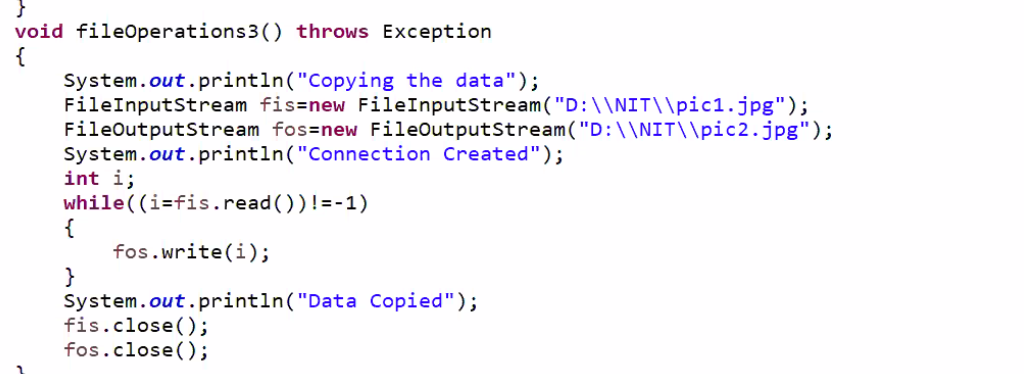 }
void fileOperations3() throws Exception
{
System.out.println("Copying the data");
FileInputStream fis=new FileInputStream("D:\\NIT\\pic1.jpg");
FileOutputStream fos=new FileOutputStream("D:\\NIT\\pic2.jpg");
System.out.println("Connection Created");
int i;
while((i=fis.read())!=-1)
{
fos.write(i);
}
System.out.println("Data Copied");
fis.close();
fos.close();
}